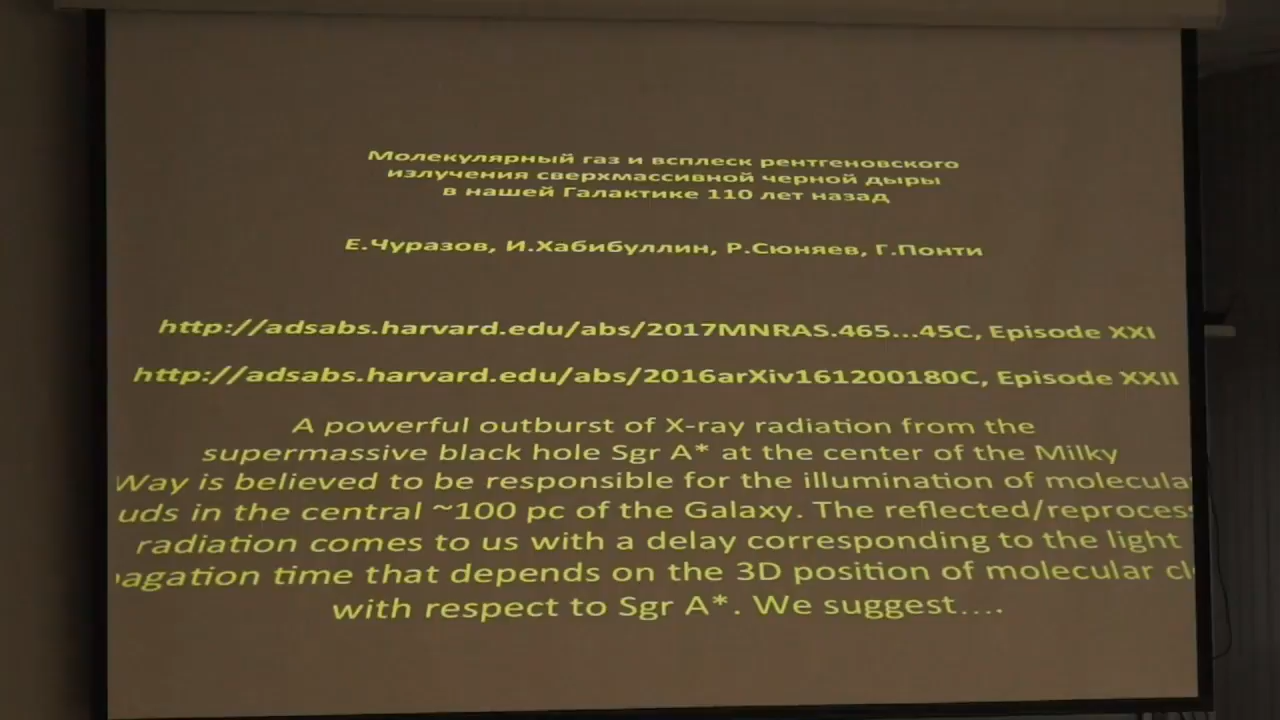 Молекулярный газ и всплеск рентгеновского
излучения сверхмассивной черной дыры
в нашей Галактике 110 лет назад
Е.Чуразов, И.Хабибуллин, Р.Сюняев, Г.Понти
http://adsabs.harvard.edu/abs/2017MNRAS.465...45C, Episode XXI
http://adsabs.harvard.edu/abs/2016arXiv161200180C, Episode XXII
A powerful outburst of X-ray radiation from the
supermassive black hole Sgr A* at the center of the Milky
Way is believed to be responsible for the illumination of molecula
uds in the central ~100 pc of the Galaxy. The reflected/reproces
radiation comes to us with a delay corresponding to the light
agation time that depends on the 3D position of molecular cl
with respect to Sgr A*. We suggest....